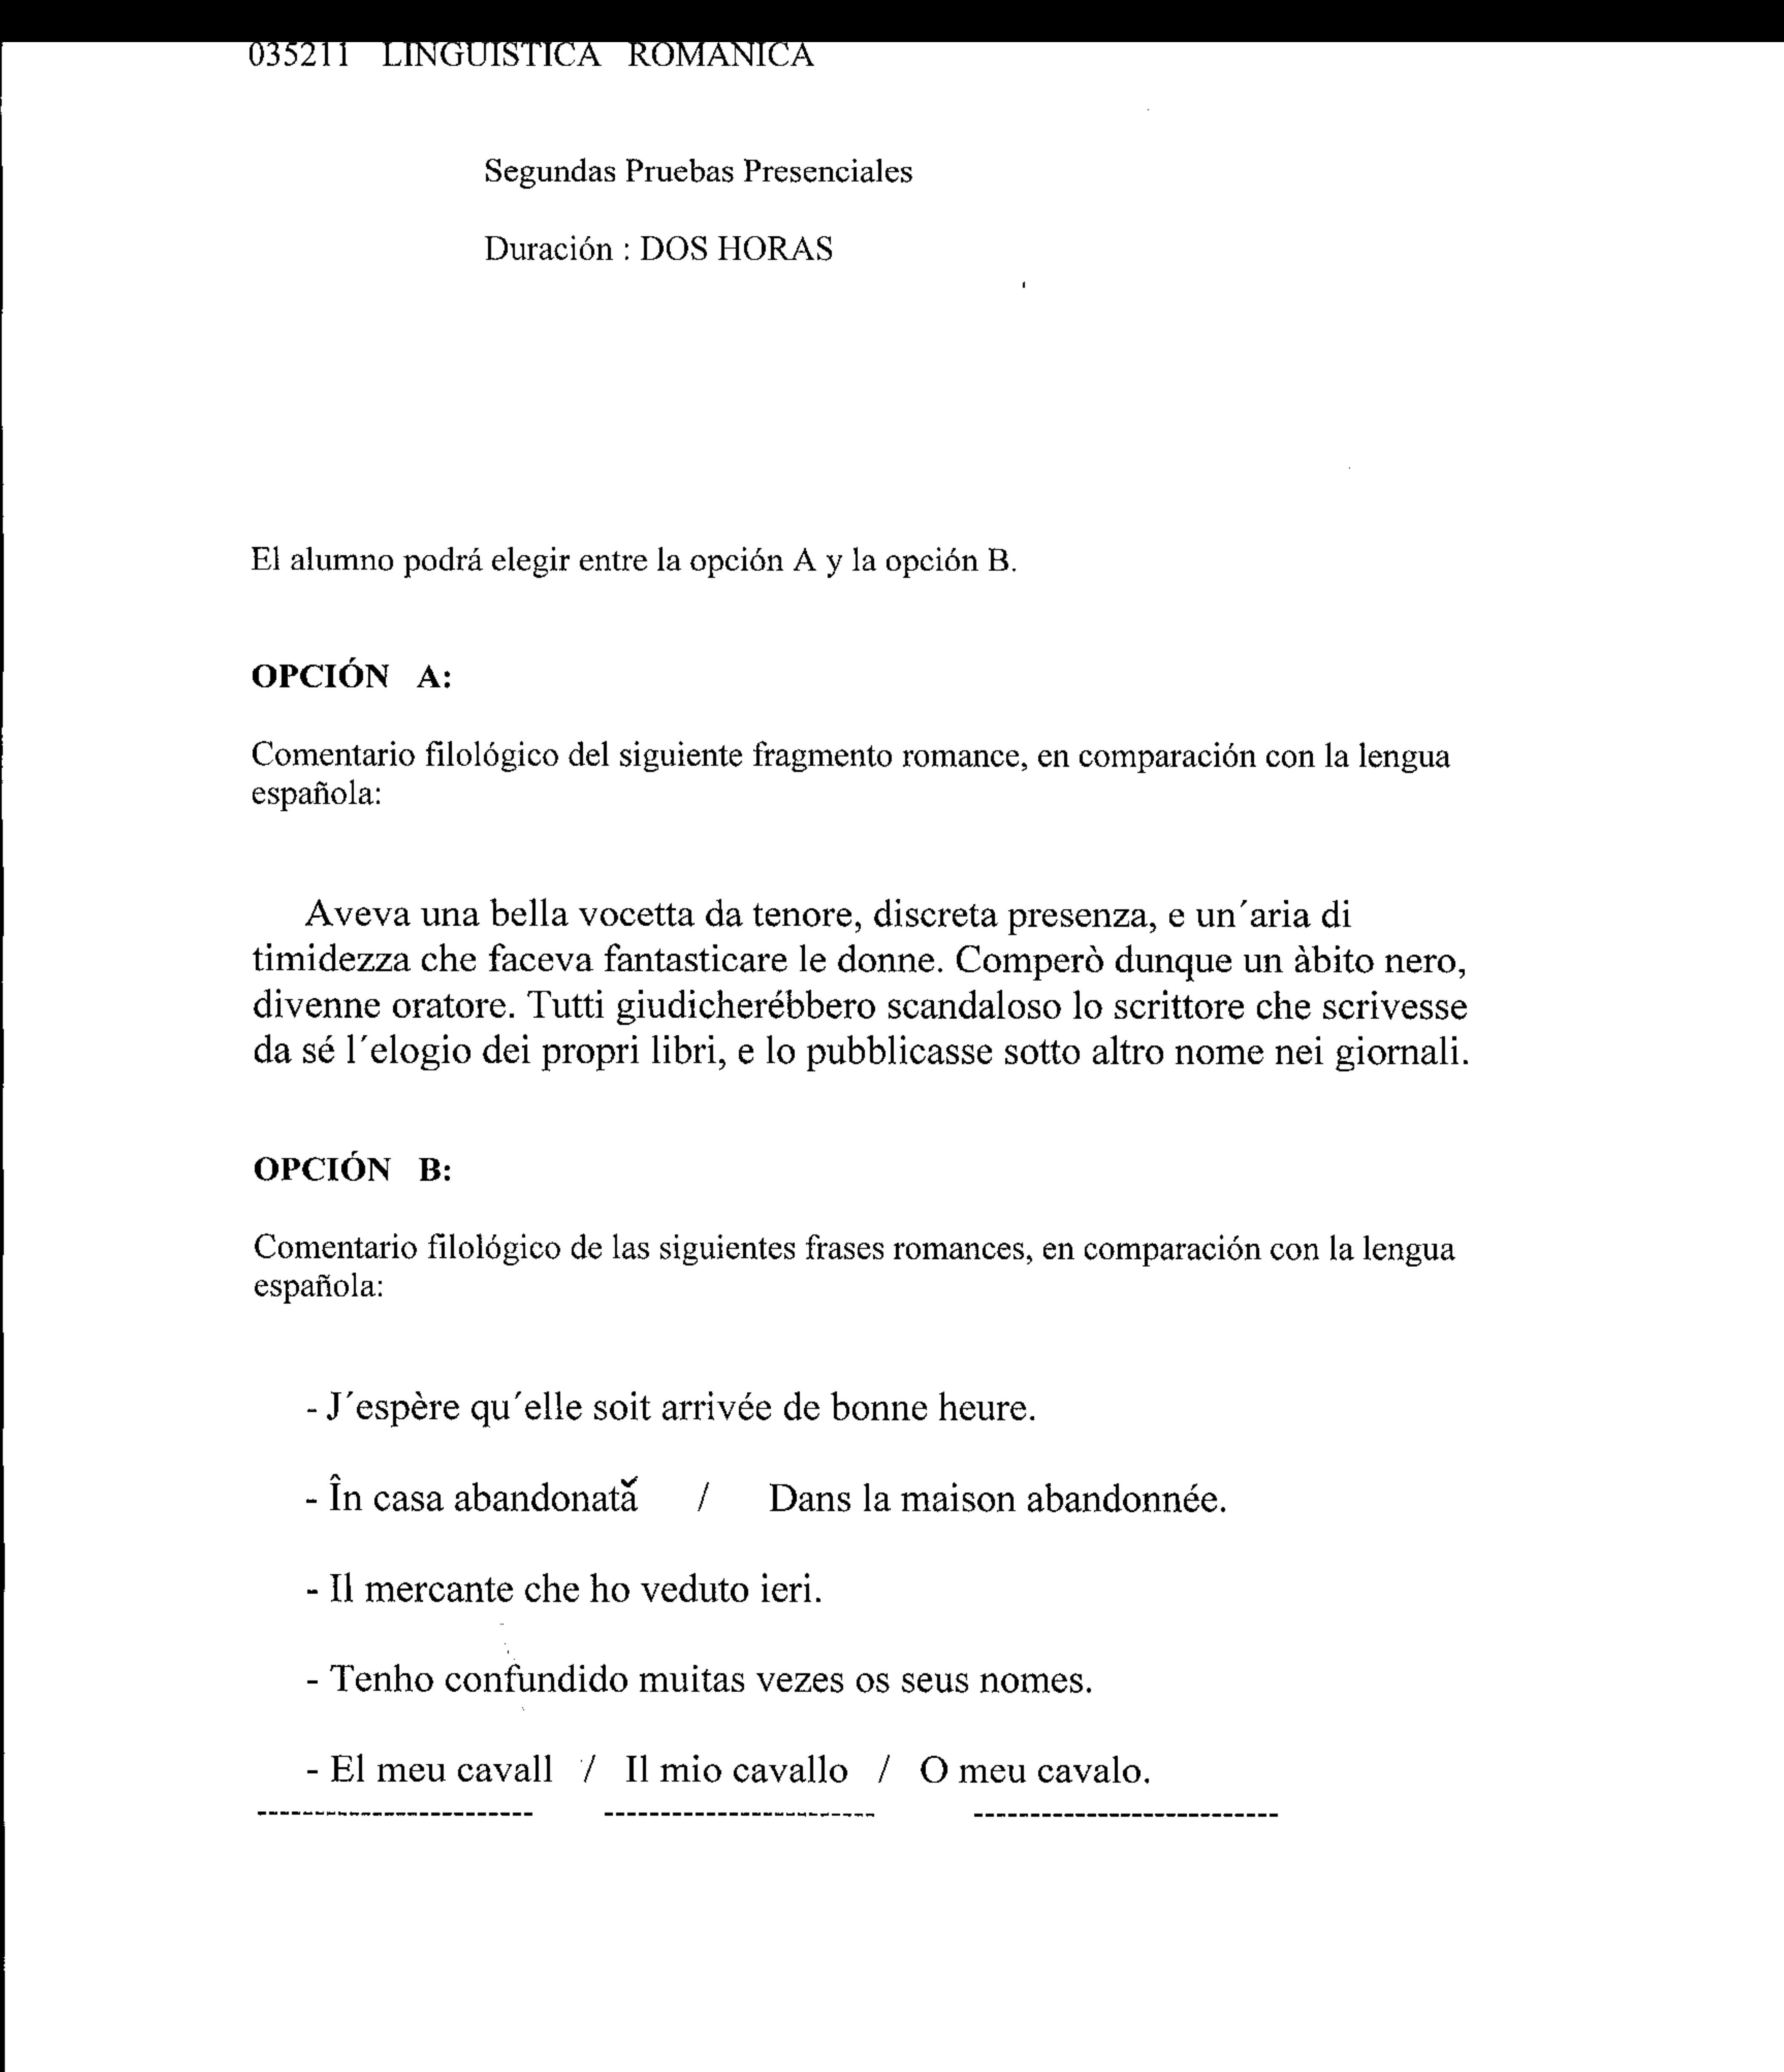 035211 LINGUISTICA ROMANICA
Segundas Pruebas Presenciales
Duración : DOS HORAS
El alumno podrá elegir entre la opción A y la opción B.
OPCIÓN A:
Comentario filológico del siguiente fragmento romance, en comparación con la lengua
española:
Aveva una bella vocetta da tenore, discreta presenza, e un´aria di
timidezza che faceva fantasticare le donne. Comperò dunque un àbito nero,
divenne oratore. Tutti giudicherébbero scandaloso lo scrittore che scrivesse
da sé l´elogio dei propri libri, e lo pubblicasse sotto altro nome nei giornali.
OPCIÓN B:
Comentario filológico de las siguientes frases romances, en comparación con la lengua
española:
- J´espère qu´elle soit arrivée de bonne heure.
- În casa abandonată / Dans la maison abandonnée.
- Il mercante che ho veduto ieri.
- Tenho confundido muitas vezes os seus nomes.
- El meu cavall / Il mio cavallo / O meu cavalo.